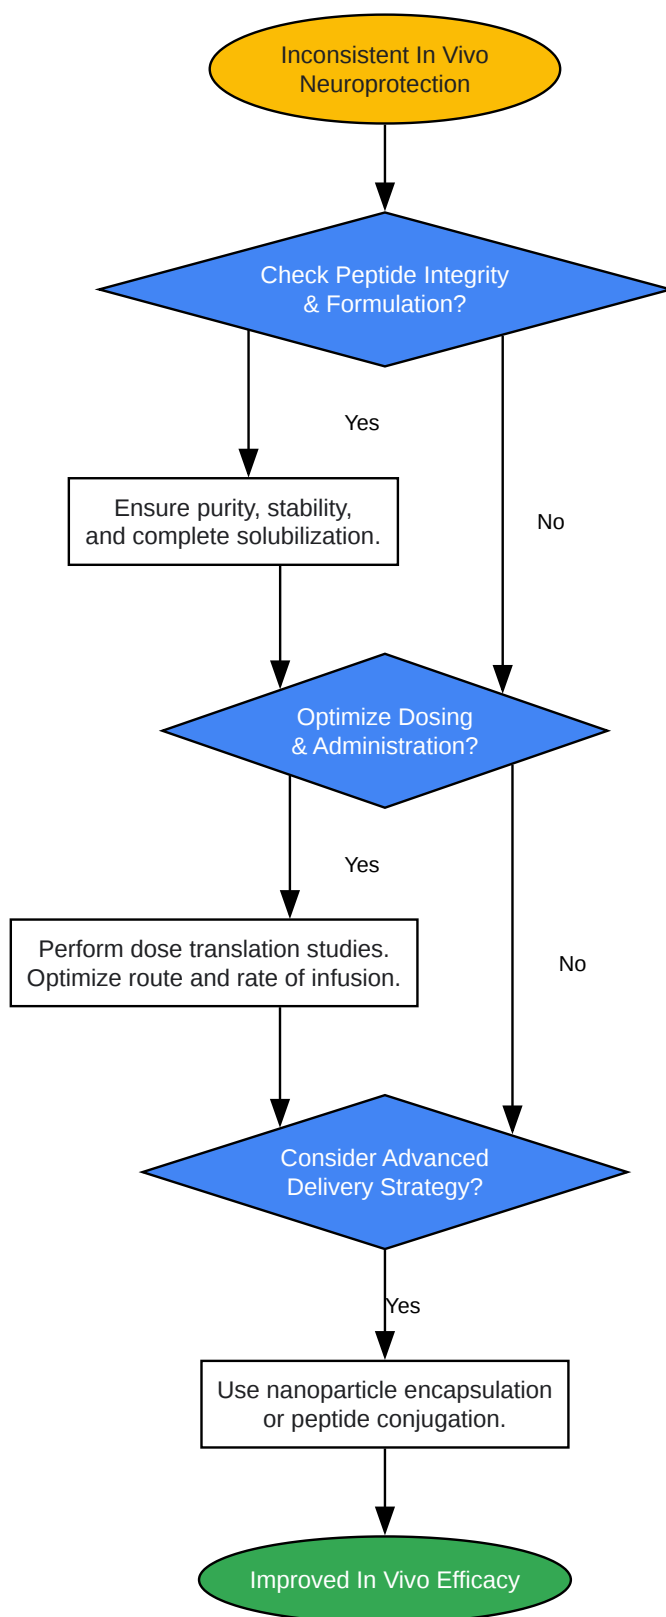 Inconsistent In Vivo
Neuroprotection
Check Peptide Integrity
& Formulation?
Yes
Ensure purity, stability,
and complete solubilization.
No
Optimize Dosing
& Administration?
Yes
Perform dose translation studies.
Optimize route and rate of infusion.
No
Consider Advanced
Delivery Strategy?
Yes
Use nanoparticle encapsulation
or peptide conjugation.
Improved In Vivo Efficacy